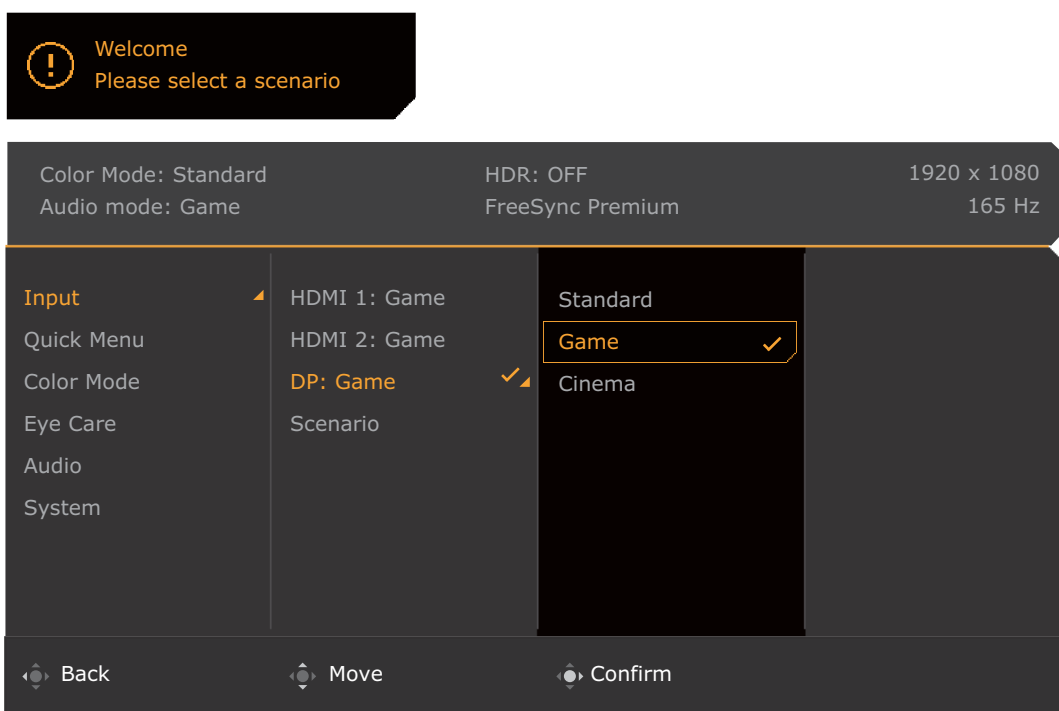 Welcome
Please select a scenario
Color Mode: Standard
Audio mode: Game
HDR: OFF
FreeSync Premium
1920 x 1080
165 Hz
Input
Quick Menu
Color Mode
Eye Care
Audio
System
HDMI 1: Game
HDMI 2: Game
DP: Game
Scenario
Standard
Game
Cinema
Back
Move
Confirm